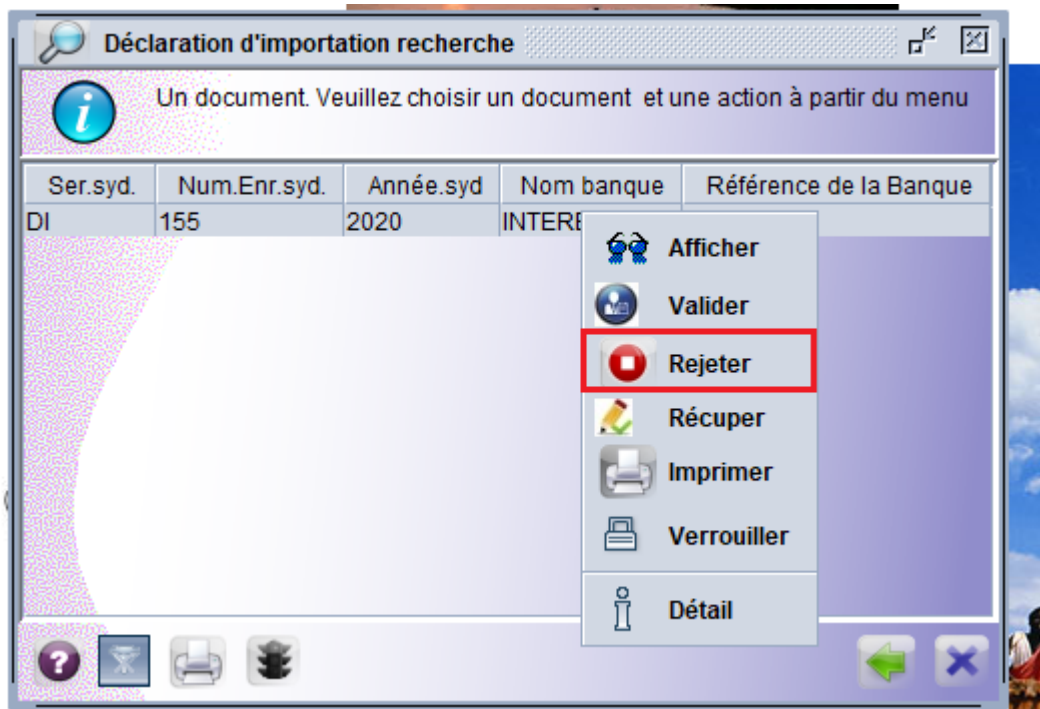 Déclaration d'importation recherche
Un document. Veuillez choisir un document et une action à partir du menu
Ser.syd. Num.Enr.syd. Année.syd Nom banque Référence de la Banque
DI 155 2020
Afficher
Valider
Rejeter
Récuper
Imprimer
Verrouiller
Détail